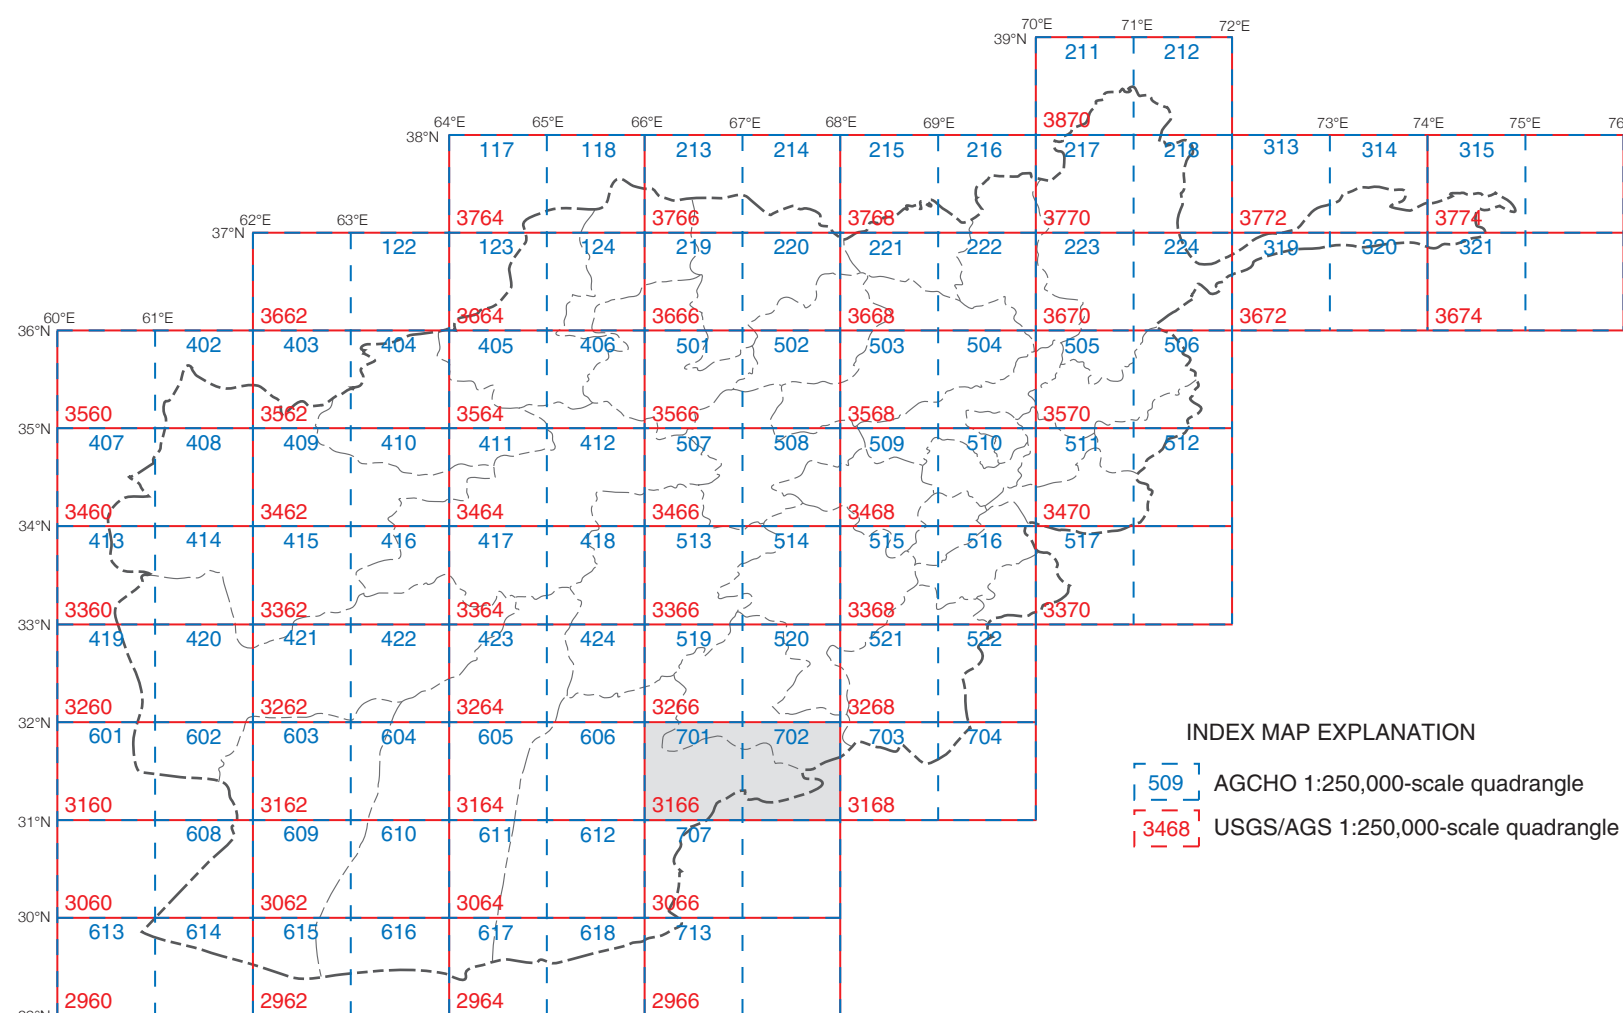 70°E 71°E 72°E
39°N
211 212
64°E 65°E 66°E 67°E 68°E 69°E 3870 73°E 74°E 75°E 76
38°N
117 118 213 214 215 216 217 218 313 314 315
62°E 63°E 3764 3766 3768 3770 3772 3774
37°N
122 123 124 219 220 221 222 223 224 319 320 321
60°E 61°E 3662 3664 3666 3668 3670 3672 3674
36°N
402 403 404 405 406 501 502 503 504 505 506
3560 3562 3564 3566 3568 3570
35°N
407 408 409 410 411 412 507 508 509 510 511 512
3460 3462 3464 3466 3468 3470
34°N
413 414 415 416 417 418 513 514 515 516 517
3360 3362 3364 3366 3368 3370
33°N
419 420 421 422 423 424 519 520 521 522
3260 3262 3264 3266 3268
32°N
601 602 603 604 605 606 701 702 703 704
3160 3162 3164 3166 3168
31°N
608 609 610 611 612 707
3060 3062 3064 3066
30°N
613 614 615 616 617 618 713
2960 2962 2964 2966
INDEX MAP EXPLANATION
509 AGCHO 1:250,000-scale quadrangle
3468 USGS/AGS 1:250,000-scale quadrangle